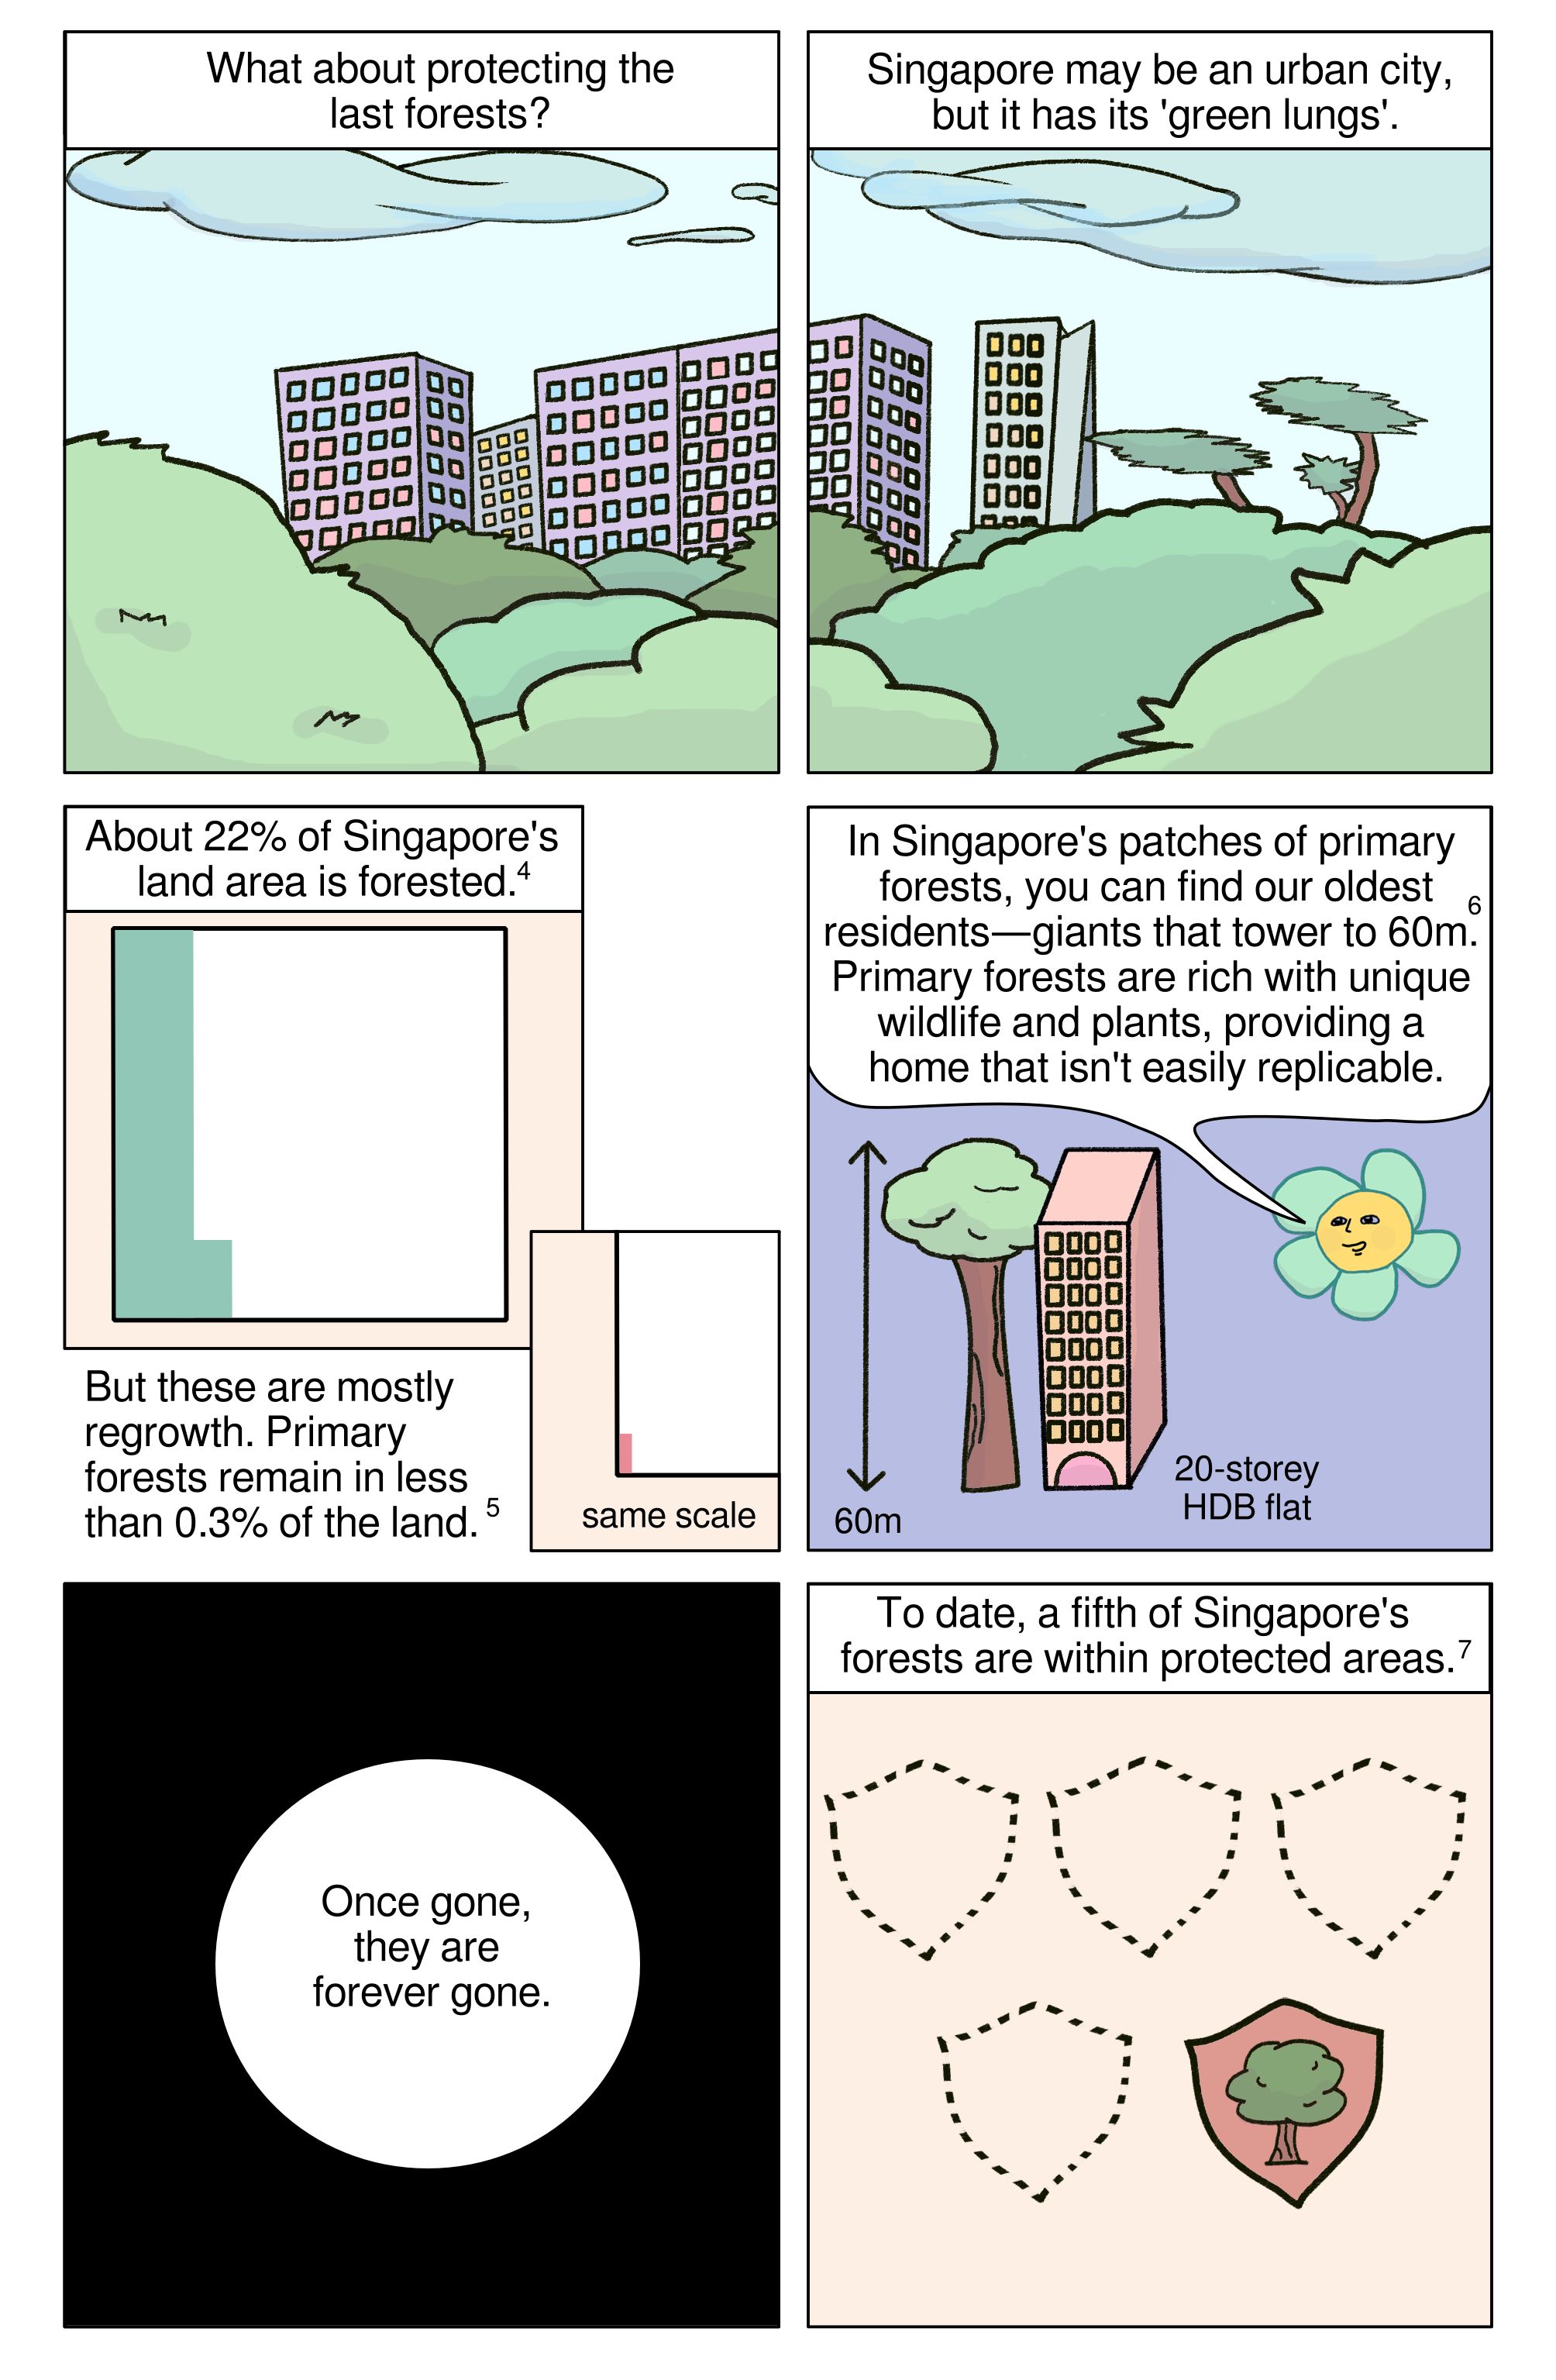 What about protecting the
last forests?
Singapore may be an urban city,
but it has its 'green lungs'.
About 22% of Singapore's
land area is forested.4
But these are mostly
regrowth. Primary
forests remain in less
than 0.3% of the land. 5
same scale
In Singapore's patches of primary
forests, you can find our oldest
residents—giants that tower to 60m.6
Primary forests are rich with unique
wildlife and plants, providing a
home that isn't easily replicable.
60m
20-storey
HDB flat
Once gone,
they are
forever gone.
To date, a fifth of Singapore's
forests are within protected areas.7